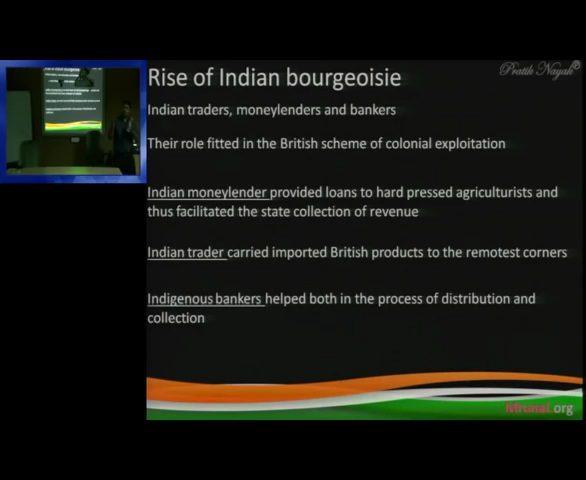 Rise of Indian bourgeoisie
Pratik Nayak
Indian traders, moneylenders and bankers
Their role fitted in the British scheme of colonial exploitation
Indian moneylender provided loans to hard pressed agriculturists and
thus facilitated the state collection of revenue
Indian trader carried imported British products to the remotest corners
Indigenous bankers helped both in the process of distribution and
collection
Mrunal.org